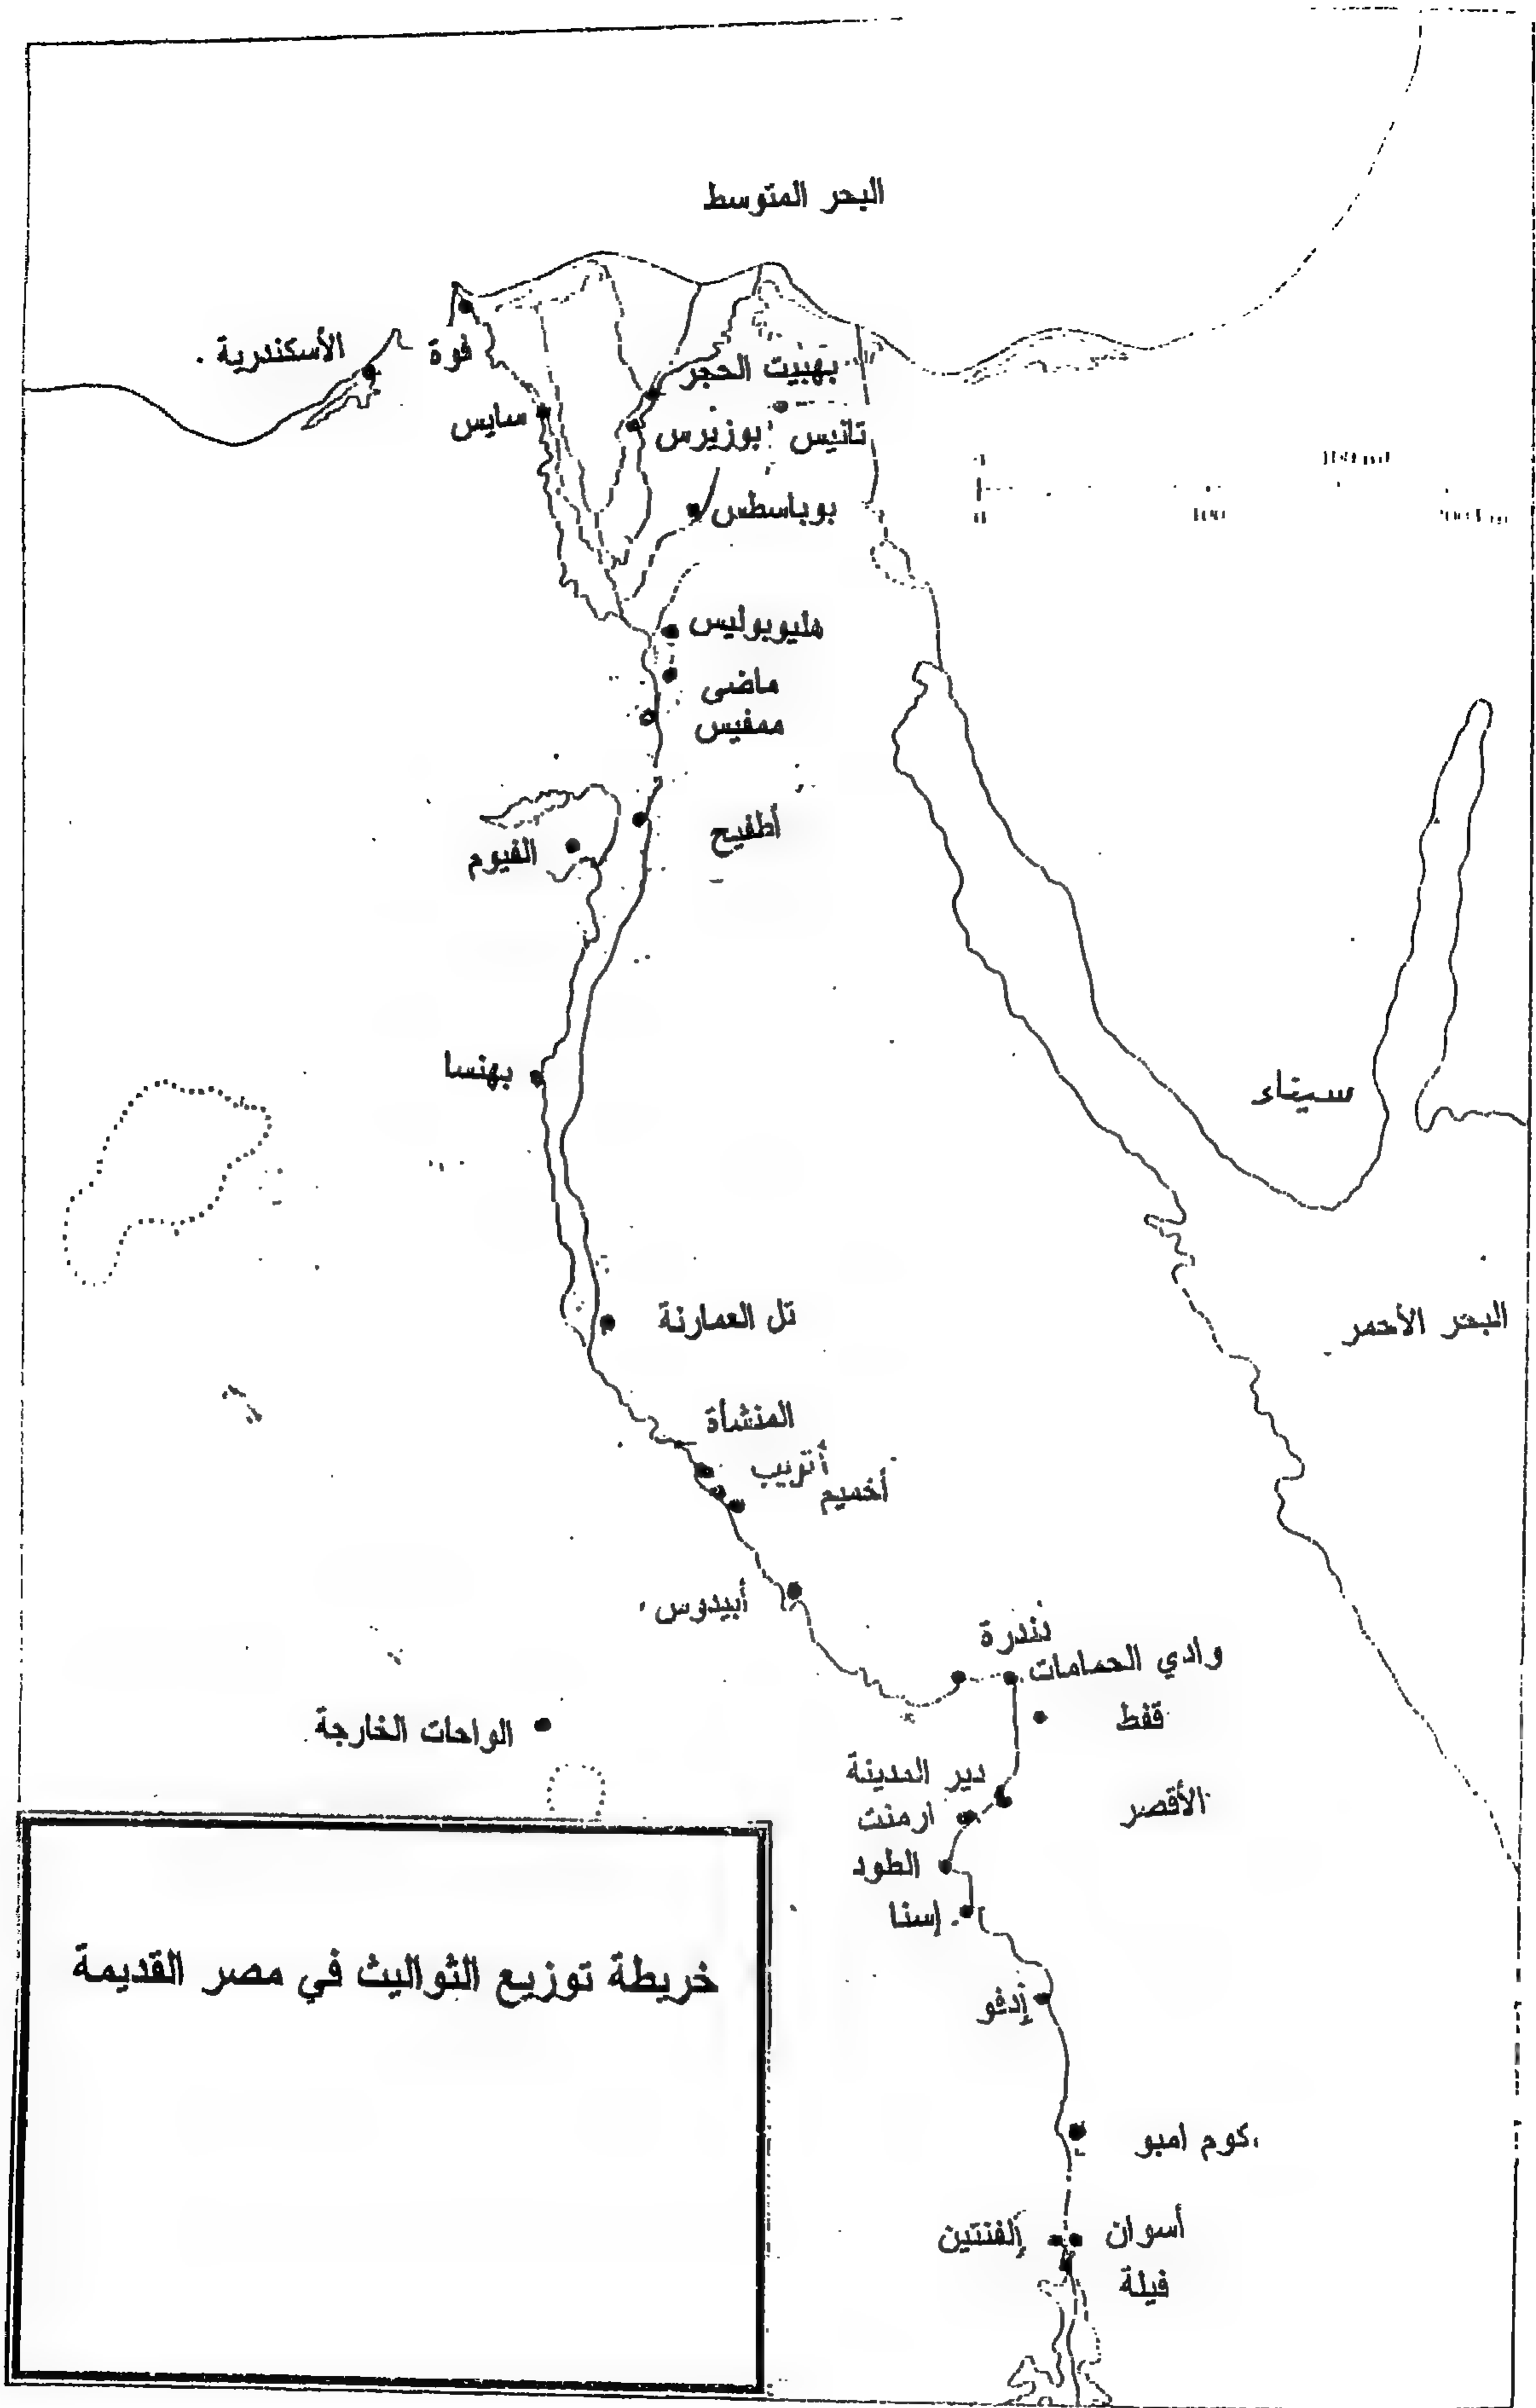 البحر المتوسط
الأسكندرية
فوة
بهبيت الحجر
سايس
تانيس
بوزيرس
بوباسطس
0
100
هليوبوليس
ماضى
ممفيس
أطفيح
الفيوم
بهنسا
سيناء
تل العمارنة
البحر الأحمر
المنشأة
أتريب
أخميم
أبيدوس
دندرة
وادي الحمامات
قفط
الواحات الخارجة
دير المدينة
الأقصر
ارمنت
الطود
إسنا
خريطة توزيع الثواليث في مصر القديمة
إدفو
كوم امبو
أسوان
إلفنتين
فيلة